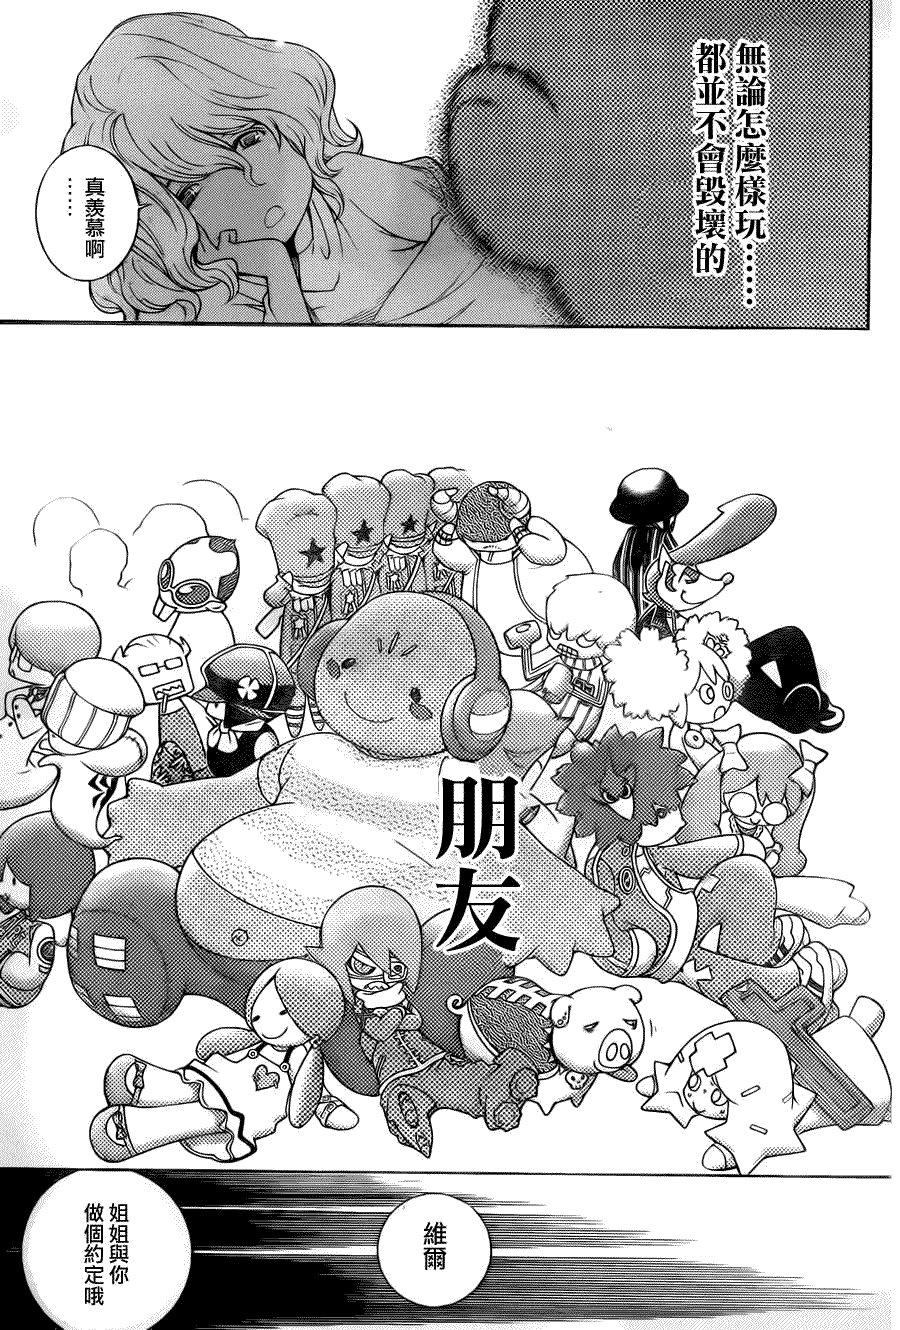 無論怎麼樣玩……
都並不會毀壞的
真羨慕啊
……
朋友
維爾
姐姐與你
做個約定哦